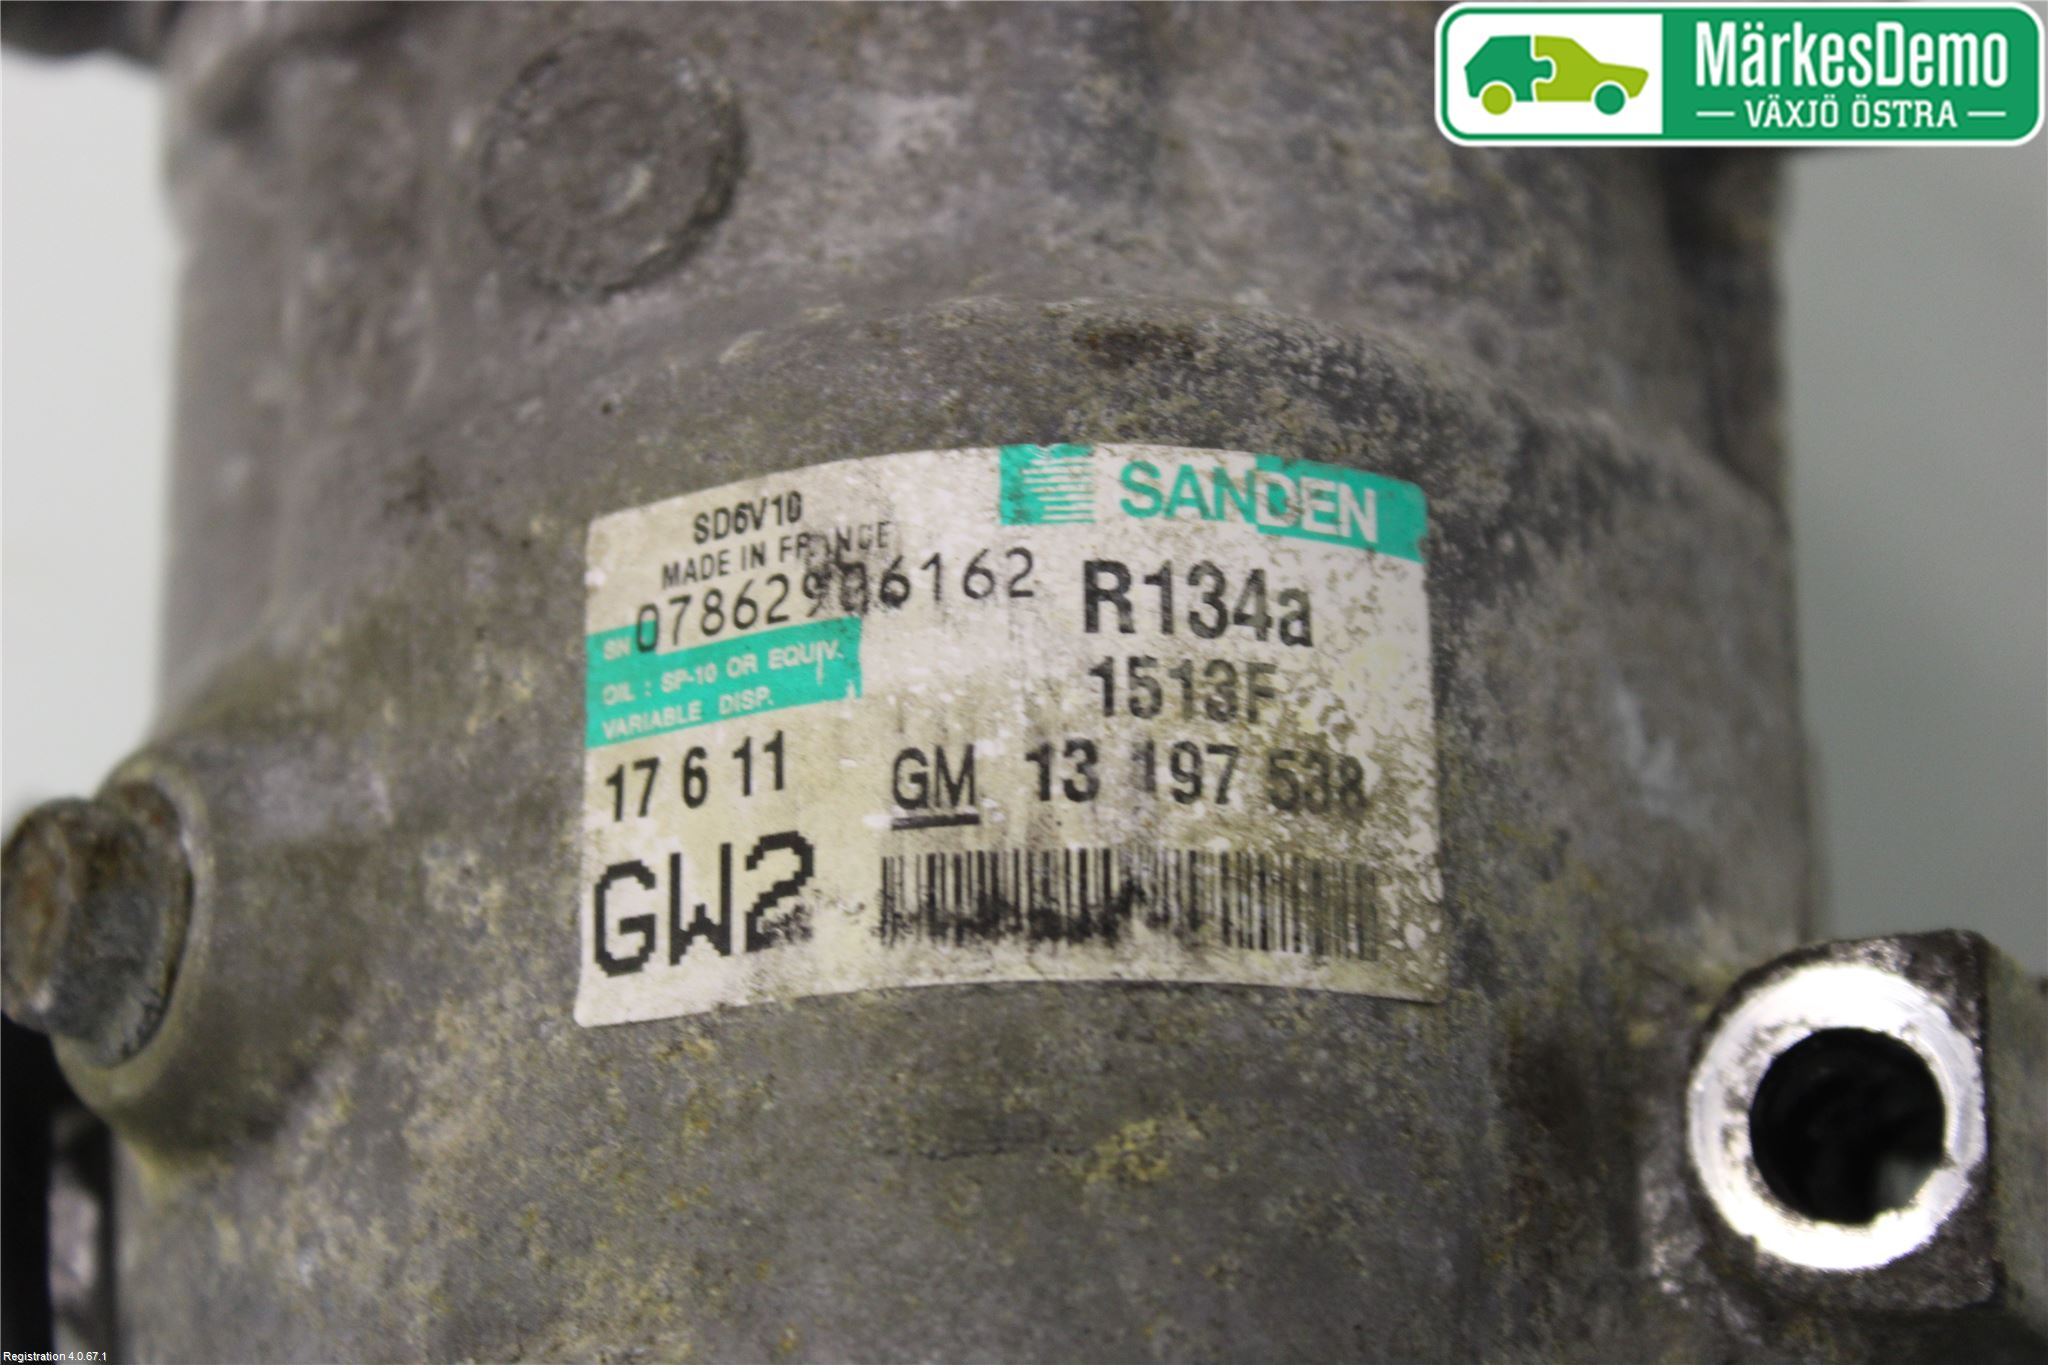 MärkesDemo
VÄXJÖ ÖSTRA
SANDEN
SD6V10
MADE IN FRANCE
SN 07862906162
R134a
OIL : SP-10 OR EQUIV.
VARIABLE DISP.
1513F
17 6 11
GM 13 197 538
GW2
Registration 4.0.67.1